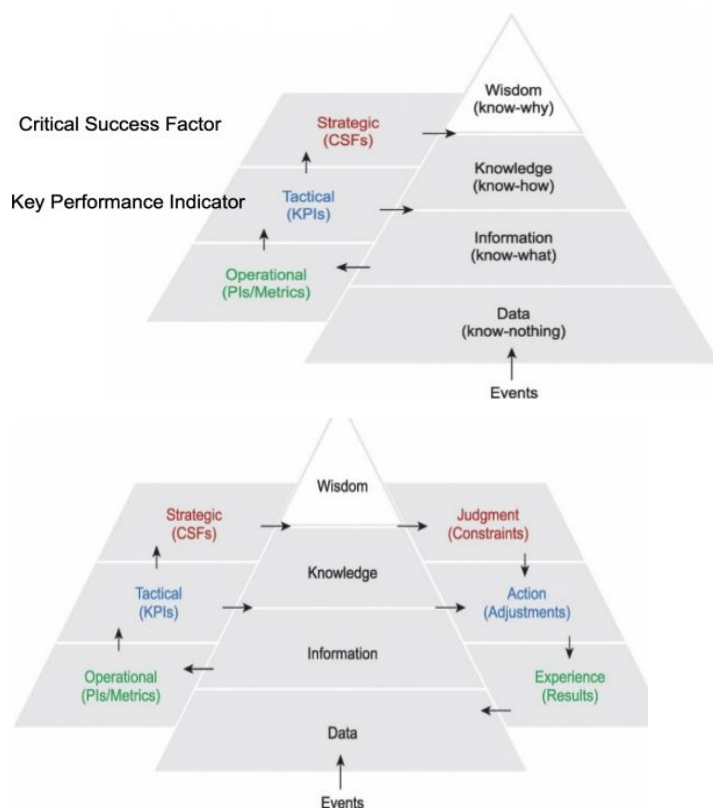 Wisdom
(know-why)
Critical Success Factor
Strategic
(CSFs)
Knowledge
(know-how)
Key Performance Indicator
Tactical
(KPIs)
Information
(know-what)
Operational
(PIs/Metrics)
Data
(know-nothing)
Events
Wisdom
Strategic
(CSFs)
Judgment
(Constraints)
Knowledge
Tactical
(KPIs)
Action
(Adjustments)
Information
Operational
(PIs/Metrics)
Experience
(Results)
Data
Events